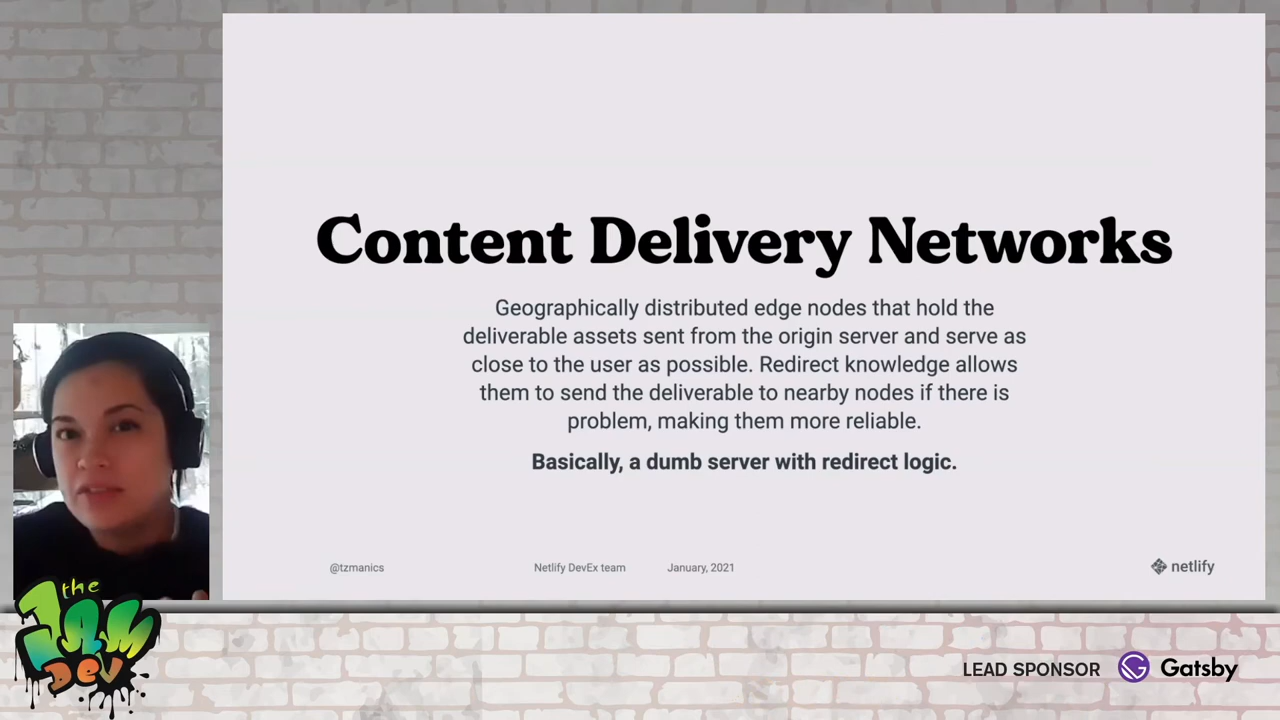 Content Delivery Networks
Geographically distributed edge nodes that hold the
deliverable assets sent from the origin server and serve as
close to the user as possible. Redirect knowledge allows
them to send the deliverable to nearby nodes if there is
problem, making them more reliable.
Basically, a dumb server with redirect logic.
@tzmanics
Netlify DevEx team
January, 2021
netlify
the
JAM
DEV
LEAD SPONSOR
Gatsby